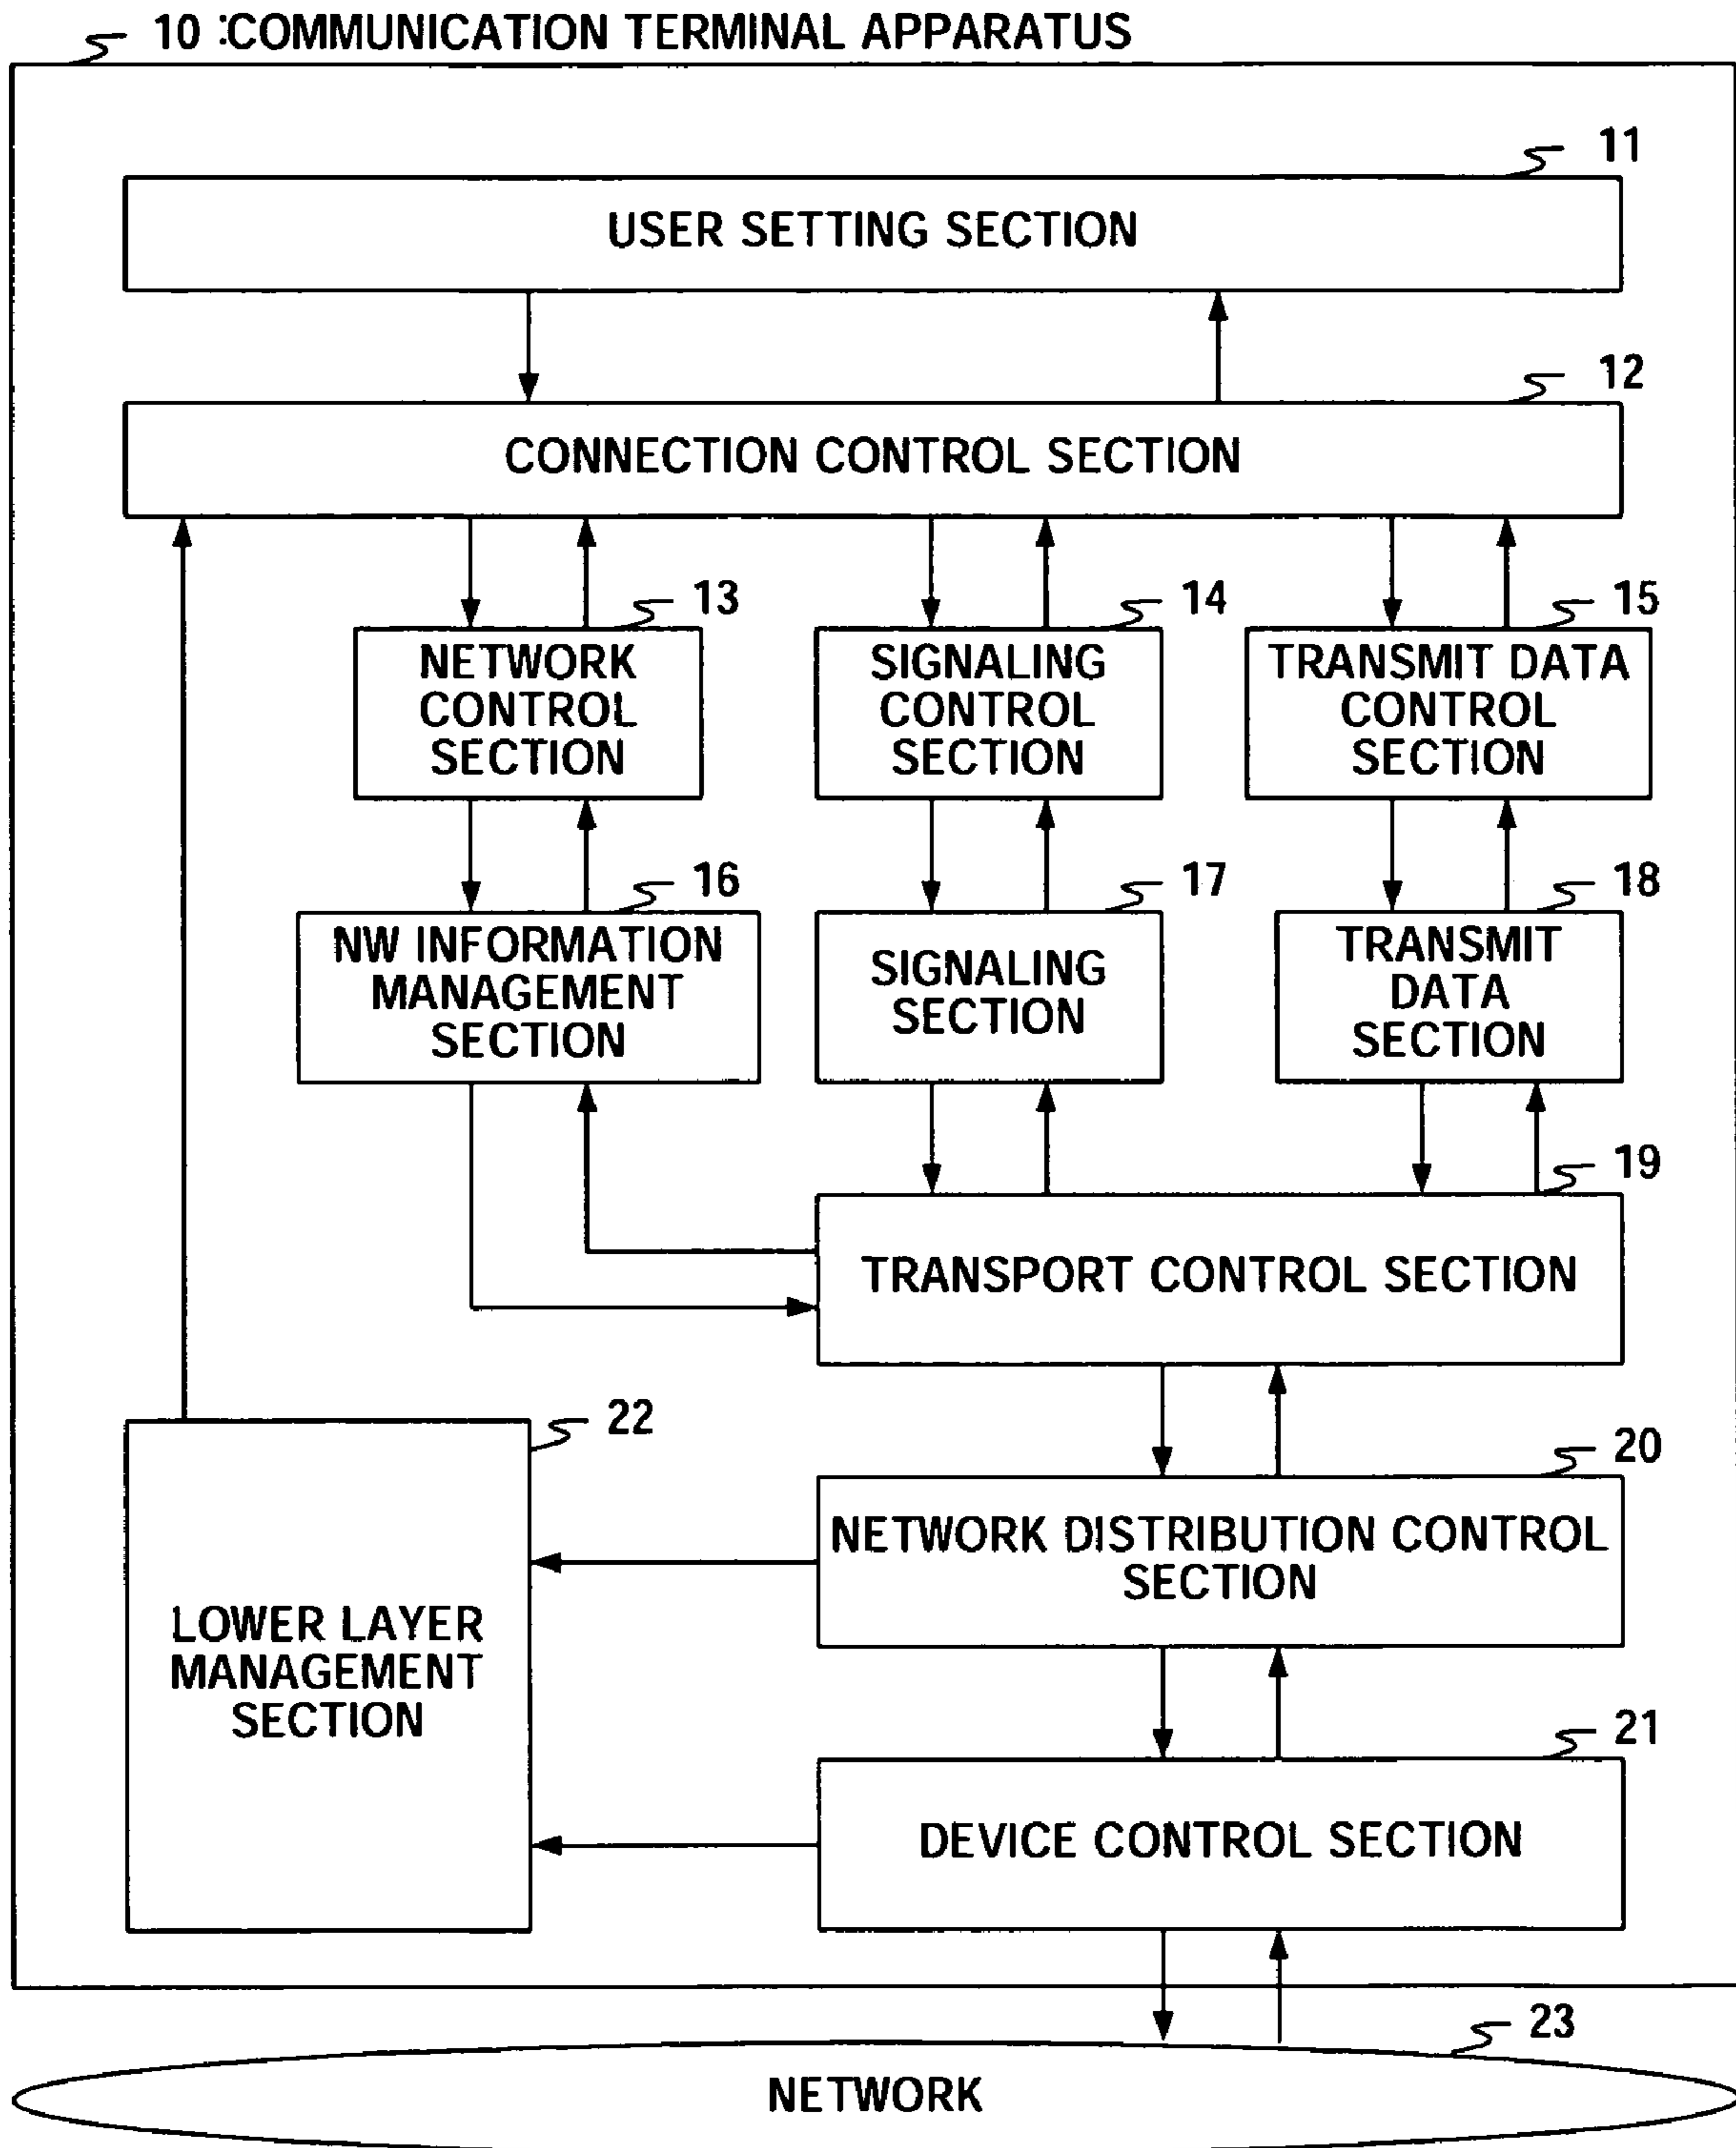 10 :COMMUNICATION TERMINAL APPARATUS
11
USER SETTING SECTION
12
CONNECTION CONTROL SECTION
13
NETWORK
CONTROL
SECTION
14
SIGNALING
CONTROL
SECTION
15
TRANSMIT DATA
CONTROL
SECTION
16
NW INFORMATION
MANAGEMENT
SECTION
17
SIGNALING
SECTION
18
TRANSMIT
DATA
SECTION
19
TRANSPORT CONTROL SECTION
22
LOWER LAYER
MANAGEMENT
SECTION
20
NETWORK DISTRIBUTION CONTROL
SECTION
21
DEVICE CONTROL SECTION
23
NETWORK